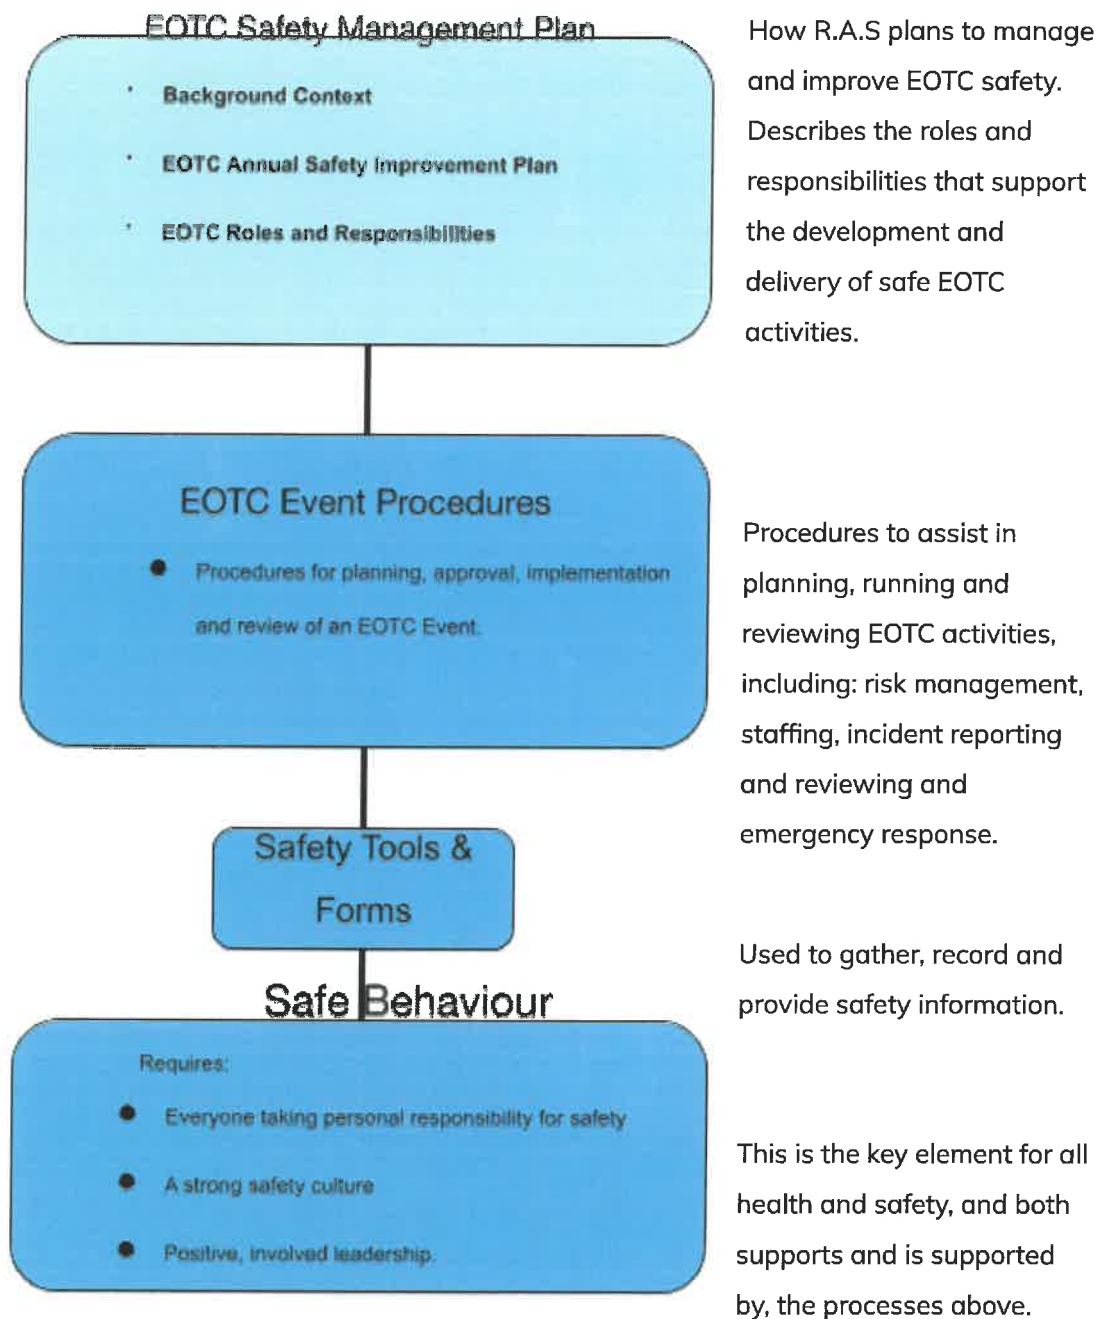 EOTC Safety Management Plan
Background Context
EOTC Annual Safety Improvement Plan
EOTC Roles and Responsibilities
How R.A.S plans to manage
and improve EOTC safety.
Describes the roles and
responsibilities that support
the development and
delivery of safe EOTC
activities.
EOTC Event Procedures
Procedures for planning, approval, implementation
and review of an EOTC Event.
Procedures to assist in
planning, running and
reviewing EOTC activities,
including: risk management,
staffing, incident reporting
and reviewing and
emergency response.
Safety Tools &
Forms
Used to gather, record and
provide safety information.
Safe Behaviour
Requires:
Everyone taking personal responsibility for safety
A strong safety culture
Positive, involved leadership.
This is the key element for all
health and safety, and both
supports and is supported
by, the processes above.